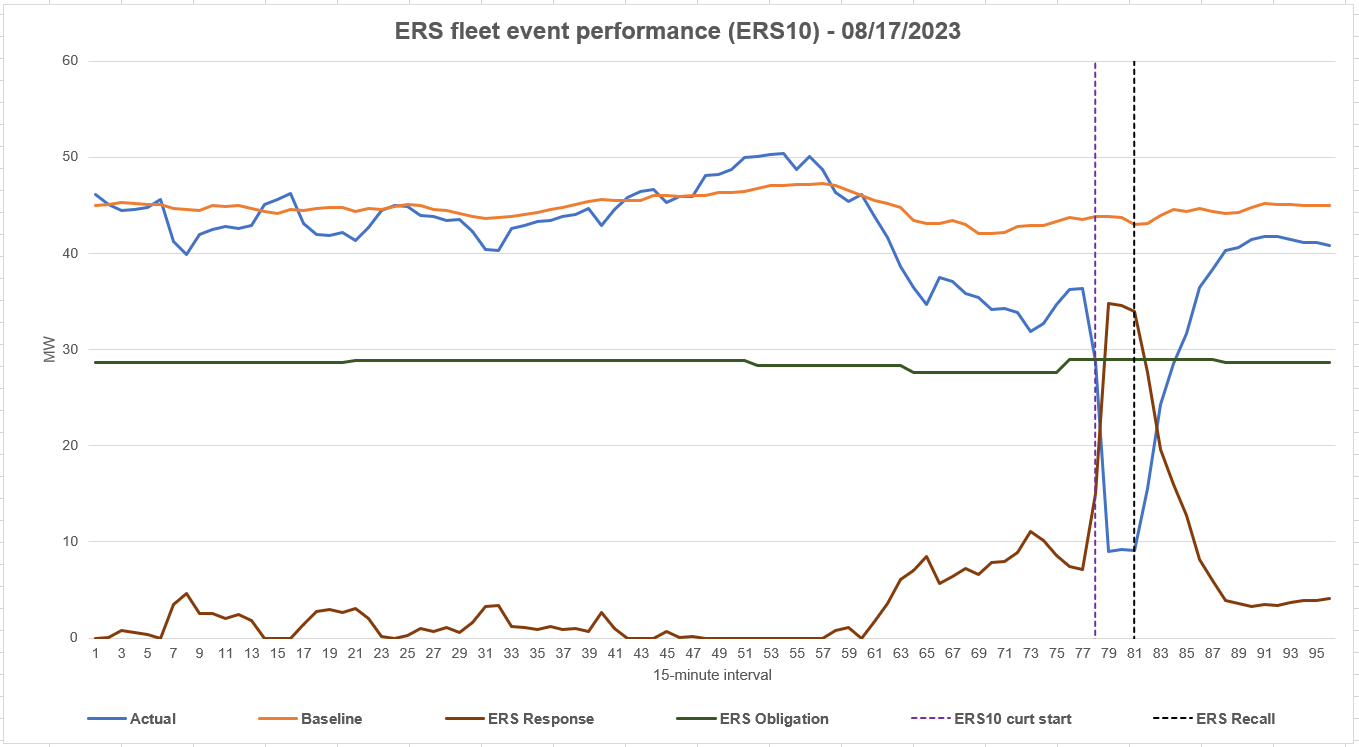 ERS fleet event performance (ERS10) - 08/17/2023
60
50
40
30
20
10
0
MW
1 3 5 7 9 11 13 15 17 19 21 23 25 27 29 31 33 35 37 39 41 43 45 47 49 51 53 55 57 59 61 63 65 67 69 71 73 75 77 79 81 83 85 87 89 91 93 95
15-minute interval
Actual Baseline ERS Response ERS Obligation ERS10 curt start ERS Recall